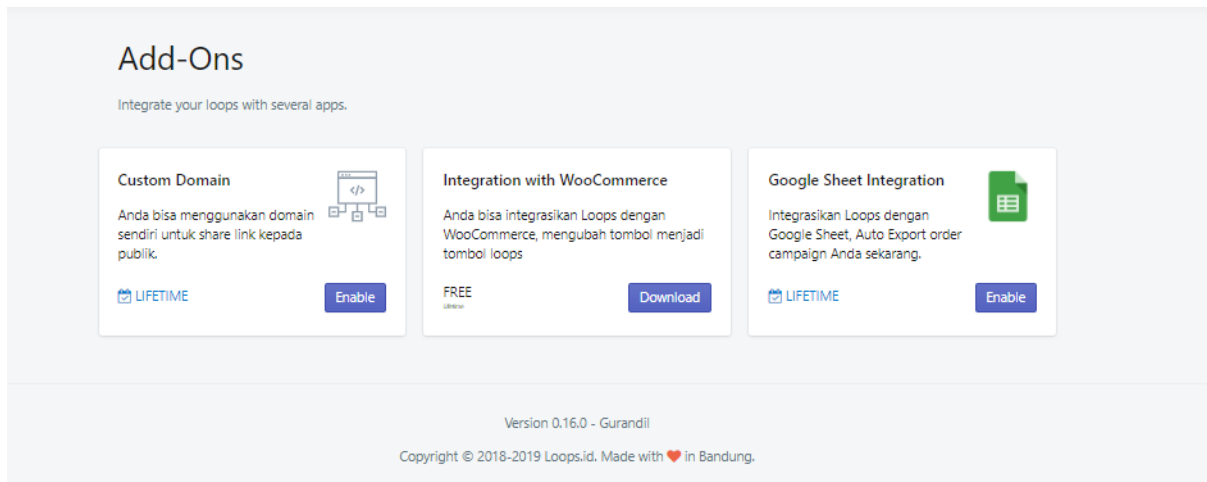 Add-Ons
Integrate your loops with several apps.
Custom Domain
</>
Anda bisa menggunakan domain
sendiri untuk share link kepada
publik.
LIFETIME
Enable
Integration with WooCommerce
Anda bisa integrasikan Loops dengan
WooCommerce, mengubah tombol menjadi
tombol loops
FREE
Lifetime
Download
Google Sheet Integration
Integrasikan Loops dengan
Google Sheet, Auto Export order
campaign Anda sekarang.
LIFETIME
Enable
Version 0.16.0 - Gurandil
Copyright © 2018-2019 Loops.id. Made with ❤ in Bandung.